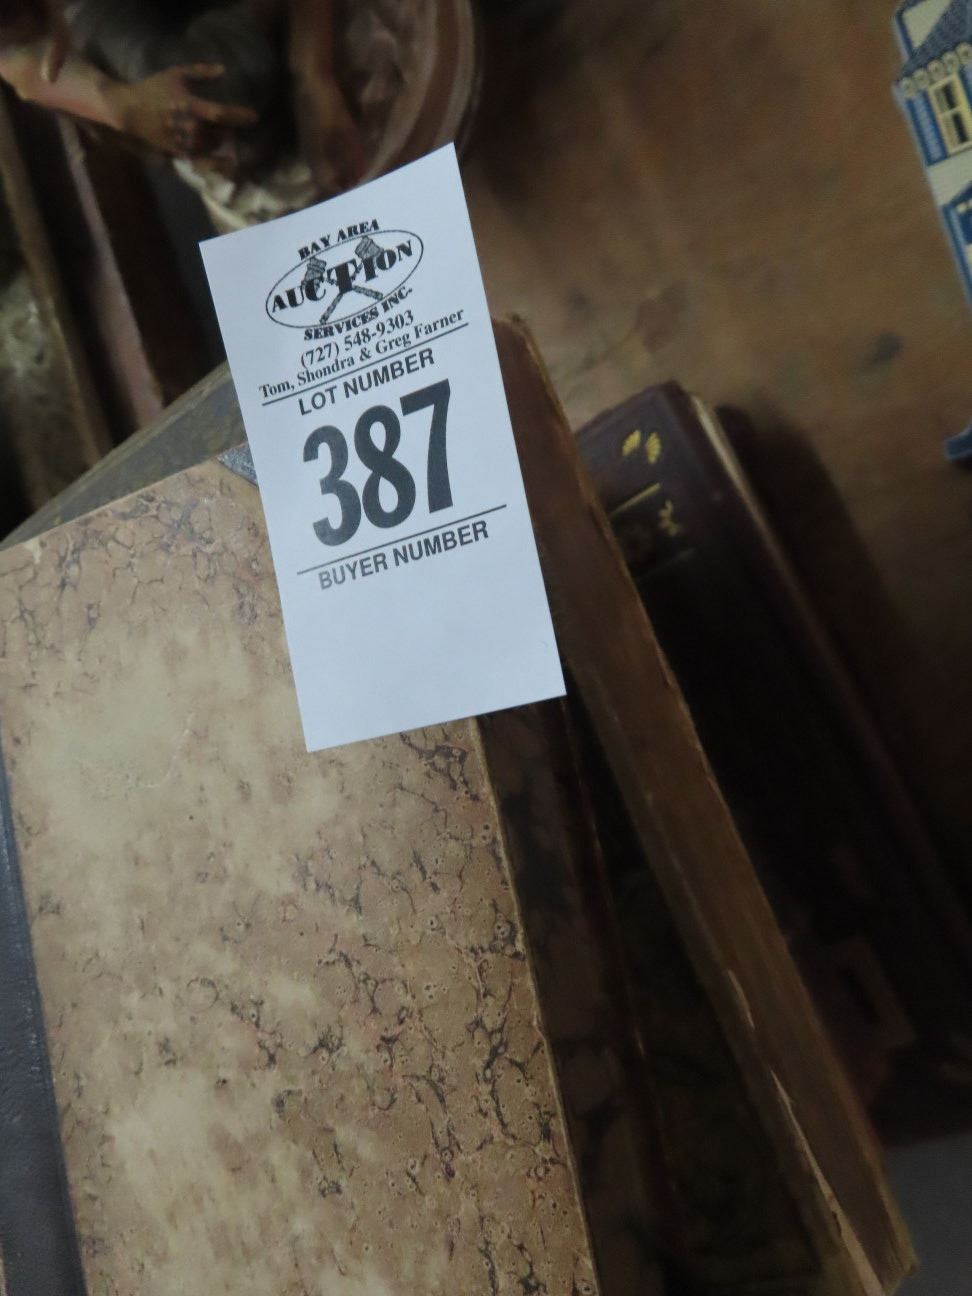 BAY AREA
AUCTION
SERVICES INC.
(727) 548-9303
Tom, Shondra & Greg Farner
LOT NUMBER
387
BUYER NUMBER